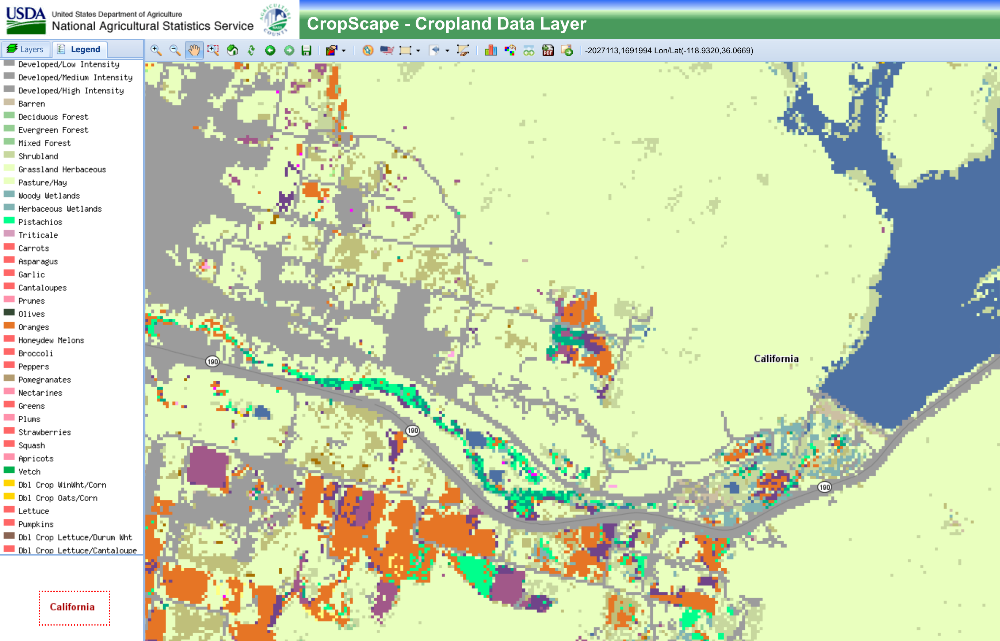 USDA United States Department of Agriculture
National Agricultural Statistics Service
AGRICULTURE
NASS
COUNTS
CropScape - Cropland Data Layer
Layers Legend
PDF
-2027113,1691994 Lon/Lat(-118.9320,36.0669)
Developed/Low Intensity
Developed/Medium Intensity
Developed/High Intensity
Barren
Deciduous Forest
Evergreen Forest
Mixed Forest
Shrubland
Grassland Herbaceous
Pasture/Hay
Woody Wetlands
Herbaceous Wetlands
Pistachios
Triticale
Carrots
Asparagus
Garlic
Cantaloupes
Prunes
Olives
Oranges
Honeydew Melons
Broccoli
Peppers
Pomegranates
Nectarines
Greens
Plums
Strawberries
Squash
Apricots
Vetch
Dbl Crop WinWht/Corn
Dbl Crop Oats/Corn
Lettuce
Pumpkins
Dbl Crop Lettuce/Durum Wht
Dbl Crop Lettuce/Cantaloupe
California
190
California
190
190